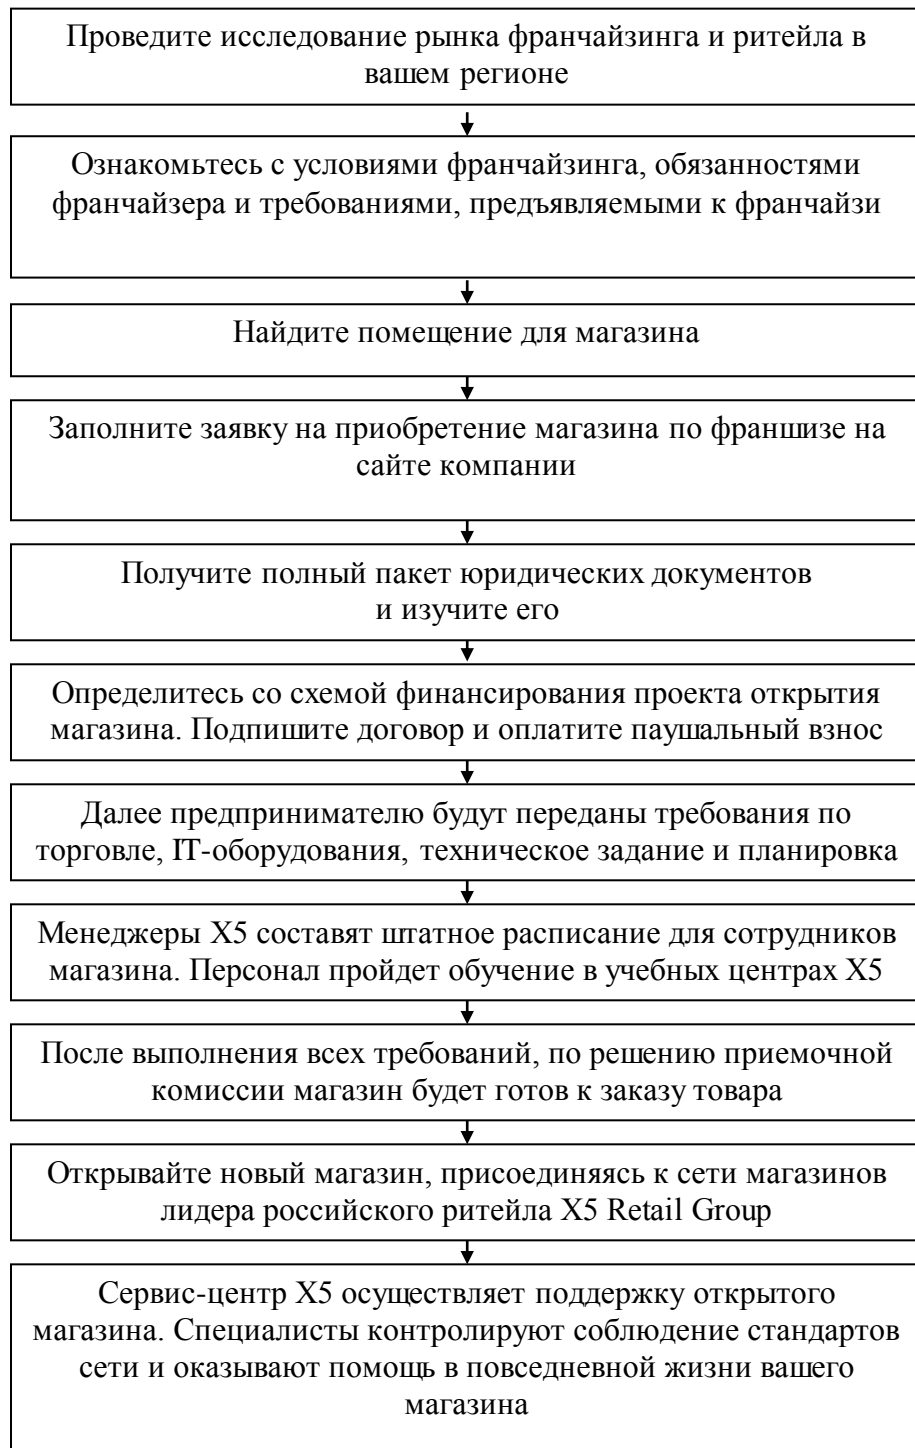 Проведите исследование рынка франчайзинга и ритейла в
вашем регионе
Ознакомьтесь с условиями франчайзинга, обязанностями
франчайзера и требованиями, предъявляемыми к франчайзи
Найдите помещение для магазина
Заполните заявку на приобретение магазина по франшизе на
сайте компании
Получите полный пакет юридических документов
и изучите его
Определитесь со схемой финансирования проекта открытия
магазина. Подпишите договор и оплатите паушальный взнос
Далее предпринимателю будут переданы требования по
торговле, IT-оборудования, техническое задание и планировка
Менеджеры X5 составят штатное расписание для сотрудников
магазина. Персонал пройдет обучение в учебных центрах X5
После выполнения всех требований, по решению приемочной
комиссии магазин будет готов к заказу товара
Открывайте новый магазин, присоединяясь к сети магазинов
лидера российского ритейла X5 Retail Group
Сервис-центр X5 осуществляет поддержку открытого
магазина. Специалисты контролируют соблюдение стандартов
сети и оказывают помощь в повседневной жизни вашего
магазина